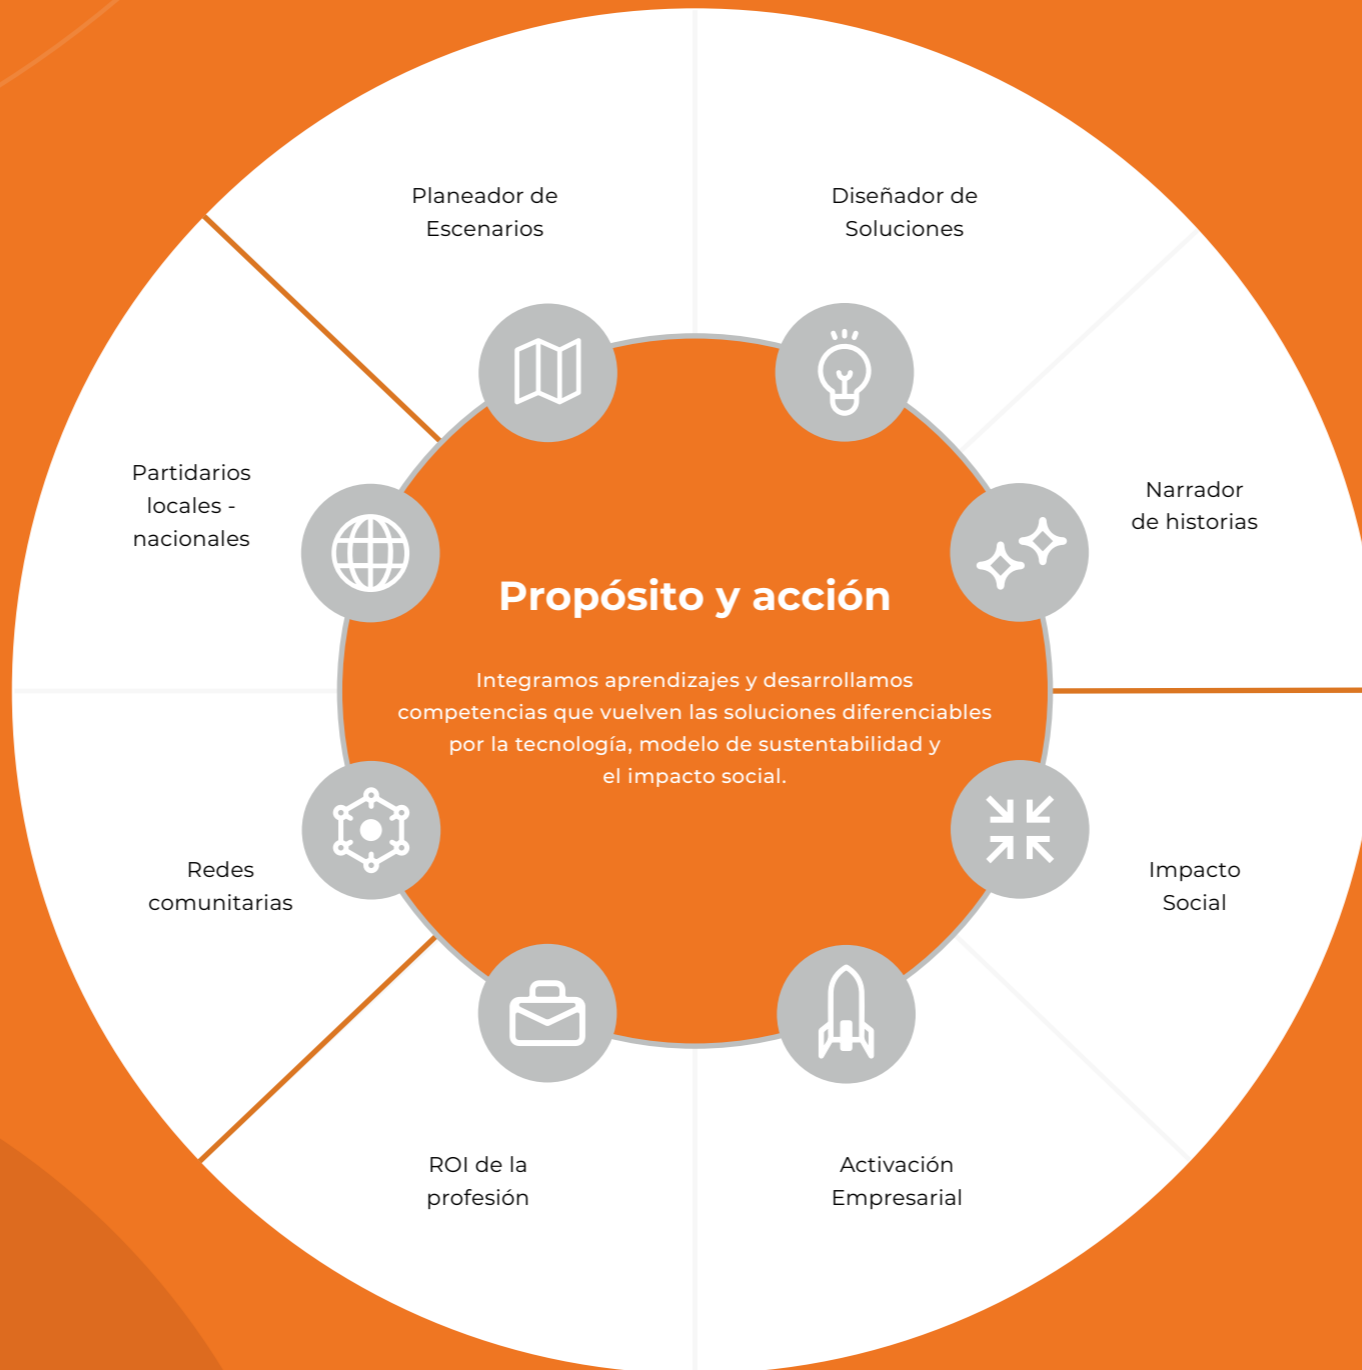 Planeador de
Escenarios
Diseñador de
Soluciones
Partidarios
locales -
nacionales
Narrador
de historias
Propósito y acción
Integramos aprendizajes y desarrollamos
competencias que vuelven las soluciones diferenciables
por la tecnología, modelo de sustentabilidad y
el impacto social.
Redes
comunitarias
Impacto
Social
ROI de la
profesión
Activación
Empresarial